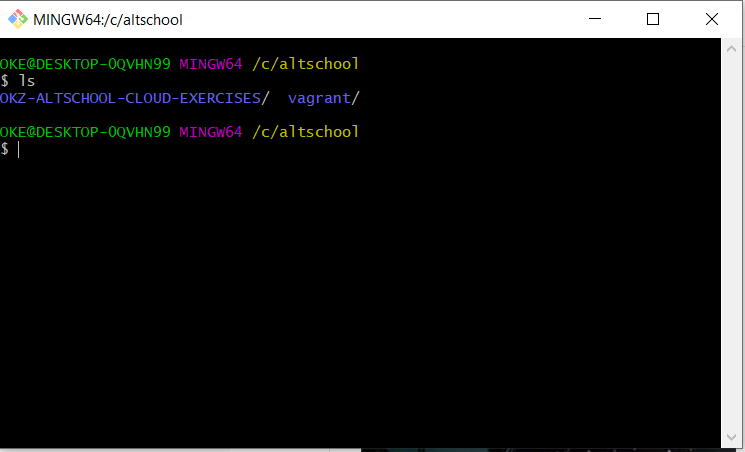 MINGW64:/c/altschool
OKE@DESKTOP-0QVHN99 MINGW64 /c/altschool
$ ls
OKZ-ALTSCHOOL-CLOUD-EXERCISES/  vagrant/
OKE@DESKTOP-0QVHN99 MINGW64 /c/altschool
$